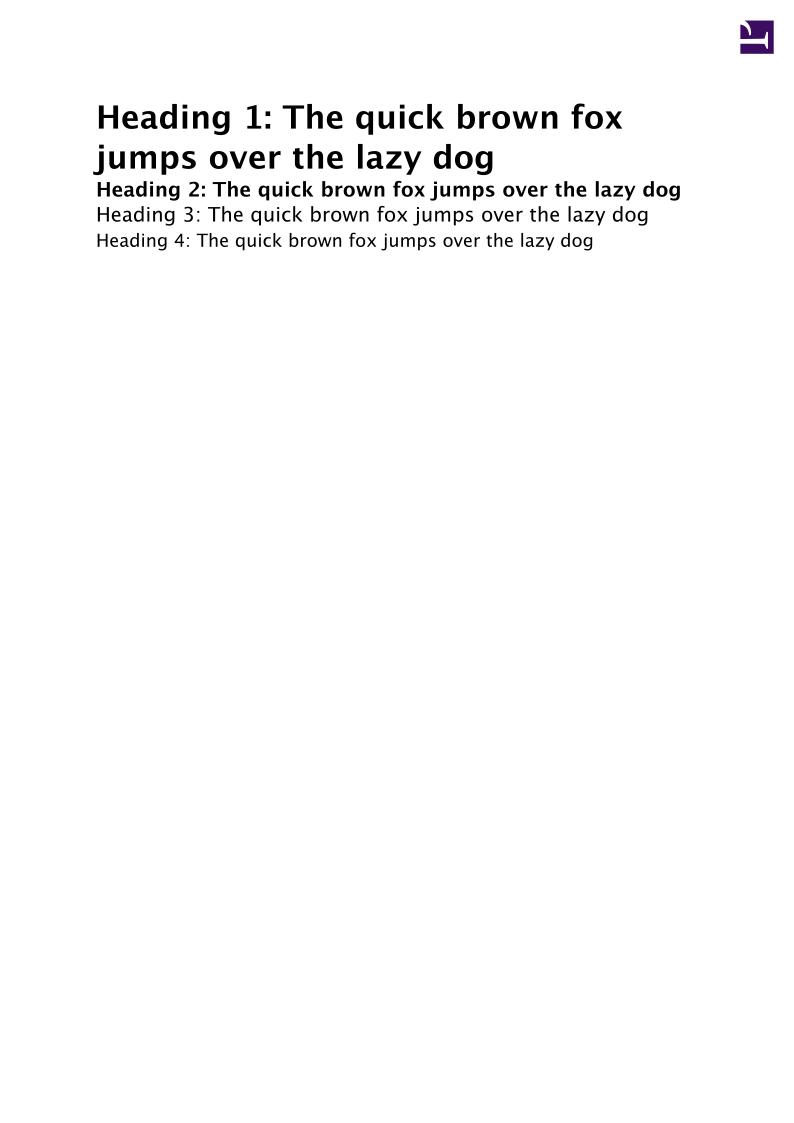 Heading 1: The quick brown fox
jumps over the lazy dog
Heading 2: The quick brown fox jumps over the lazy dog
Heading 3: The quick brown fox jumps over the lazy dog
Heading 4: The quick brown fox jumps over the lazy dog